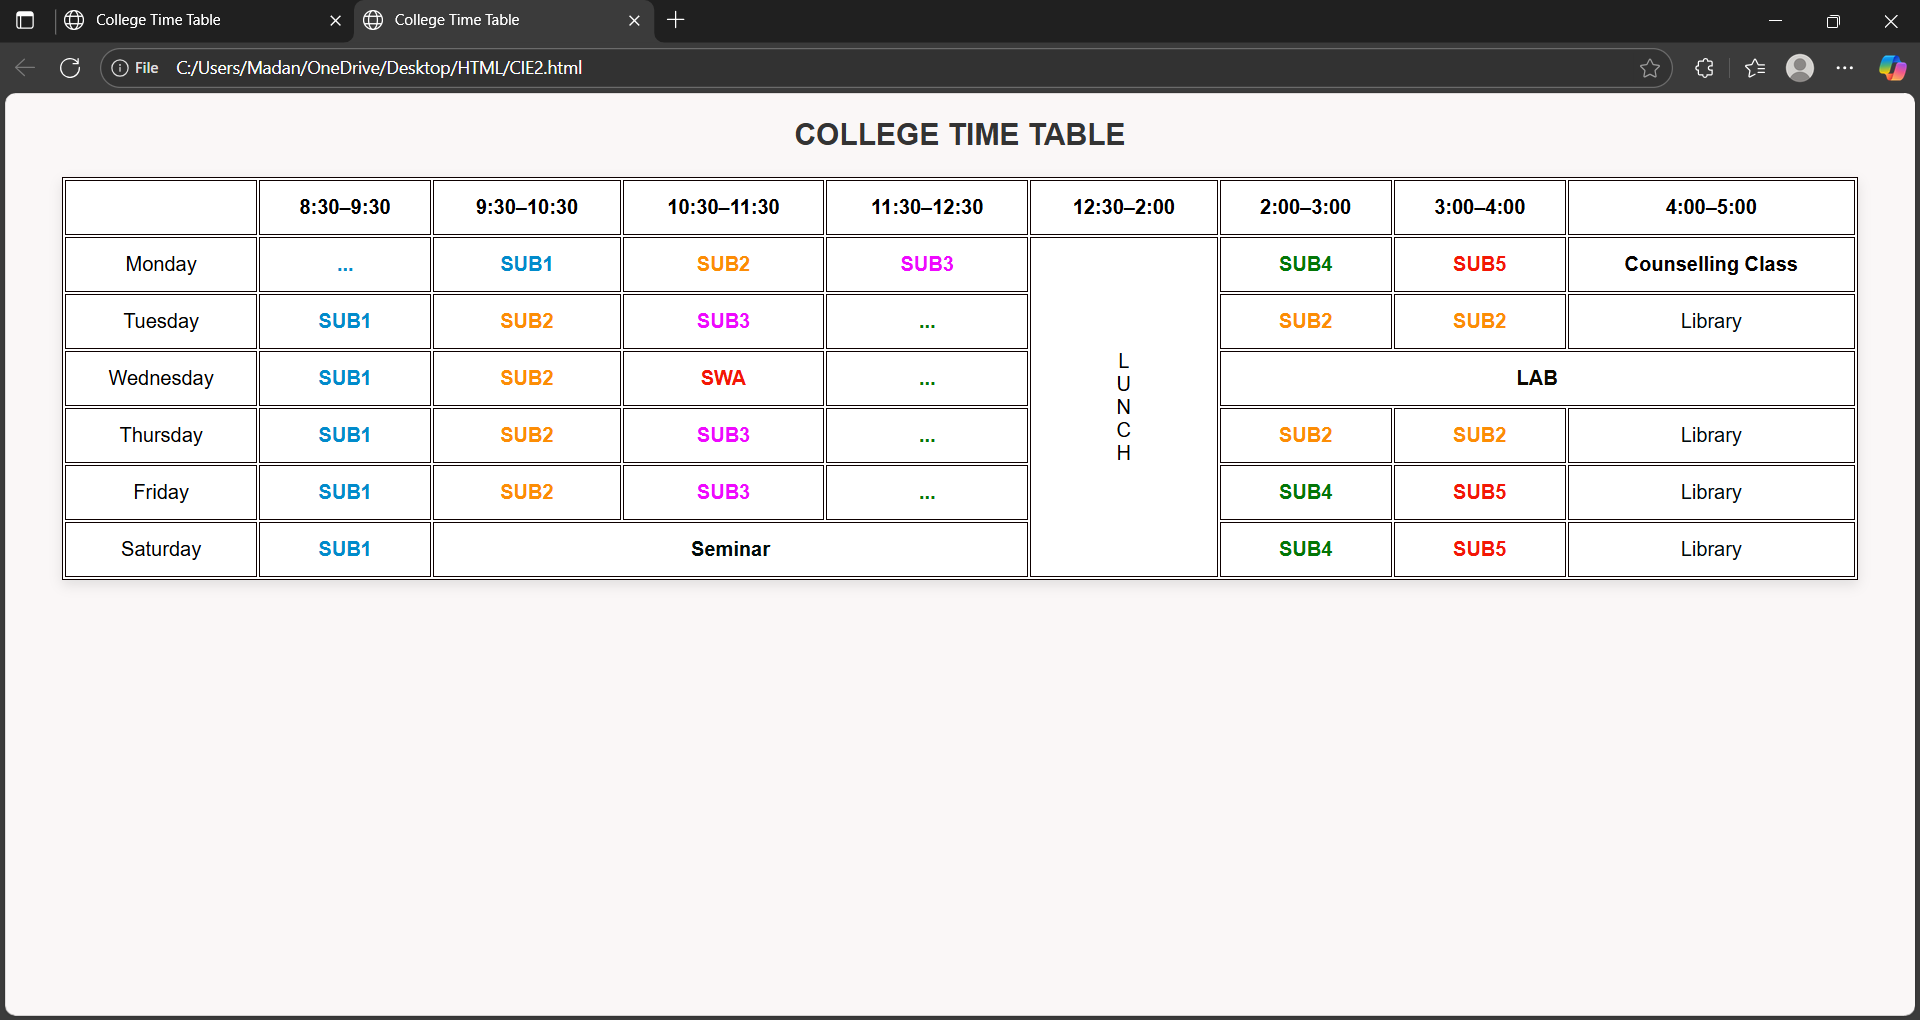 College Time Table
College Time Table
File C:/Users/Madan/OneDrive/Desktop/HTML/CIE2.html
COLLEGE TIME TABLE
8:30–9:30 9:30–10:30 10:30–11:30 11:30–12:30 12:30–2:00 2:00–3:00 3:00–4:00 4:00–5:00
Monday ... SUB1 SUB2 SUB3 SUB4 SUB5 Counselling Class
Tuesday SUB1 SUB2 SUB3 ... SUB2 SUB2 Library
Wednesday SUB1 SUB2 SWA ... LAB
L
U
N
C
H
Thursday SUB1 SUB2 SUB3 ... SUB2 SUB2 Library
Friday SUB1 SUB2 SUB3 ... SUB4 SUB5 Library
Saturday SUB1 Seminar SUB4 SUB5 Library